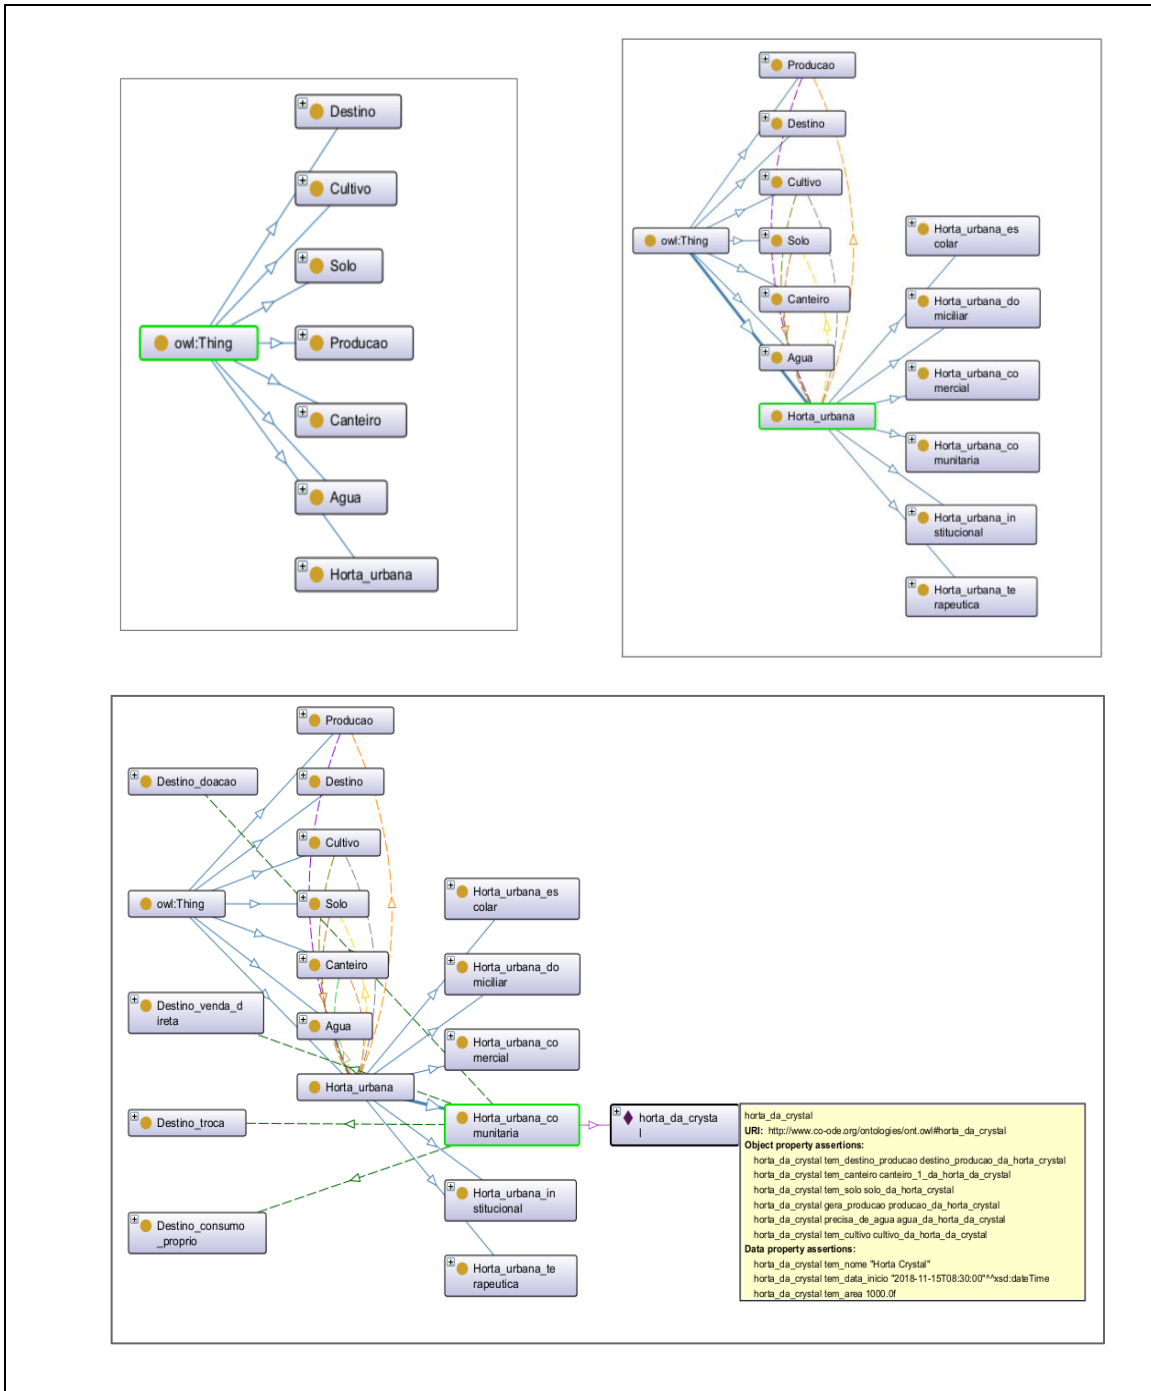 Destino
Cultivo
Solo
owl:Thing
Producao
Canteiro
Agua
Horta_urbana
Producao
Destino
Cultivo
owl:Thing
Solo
Canteiro
Agua
Horta_urbana
Horta_urbana_es
colar
Horta_urbana_do
miciliar
Horta_urbana_co
mercial
Horta_urbana_co
munitaria
Horta_urbana_in
stitucional
Horta_urbana_te
rapeutica
Producao
Destino_doacao
Destino
Cultivo
owl:Thing
Solo
Canteiro
Destino_venda_d
ireta
Agua
Horta_urbana
Destino_troca
Destino_consumo
_proprio
Horta_urbana_es
colar
Horta_urbana_do
miciliar
Horta_urbana_co
mercial
Horta_urbana_co
munitaria
Horta_urbana_in
stitucional
Horta_urbana_te
rapeutica
horta_da_crysta
l
horta_da_crystal
URI: http://www.co-ode.org/ontologies/ont.owl#horta_da_crystal
Object property assertions:
horta_da_crystal tem_destino_producao destino_producao_da_horta_crystal
horta_da_crystal tem_canteiro canteiro_1_da_horta_da_crystal
horta_da_crystal tem_solo solo_da_horta_crystal
horta_da_crystal gera_producao producao_da_horta_crystal
horta_da_crystal precisa_de_agua agua_da_horta_da_crystal
horta_da_crystal tem_cultivo cultivo_da_horta_da_crystal
Data property assertions:
horta_da_crystal tem_nome "Horta Crystal"
horta_da_crystal tem_data_inicio "2018-11-15T08:30:00"^^xsd:dateTime
horta_da_crystal tem_area 1000.0f